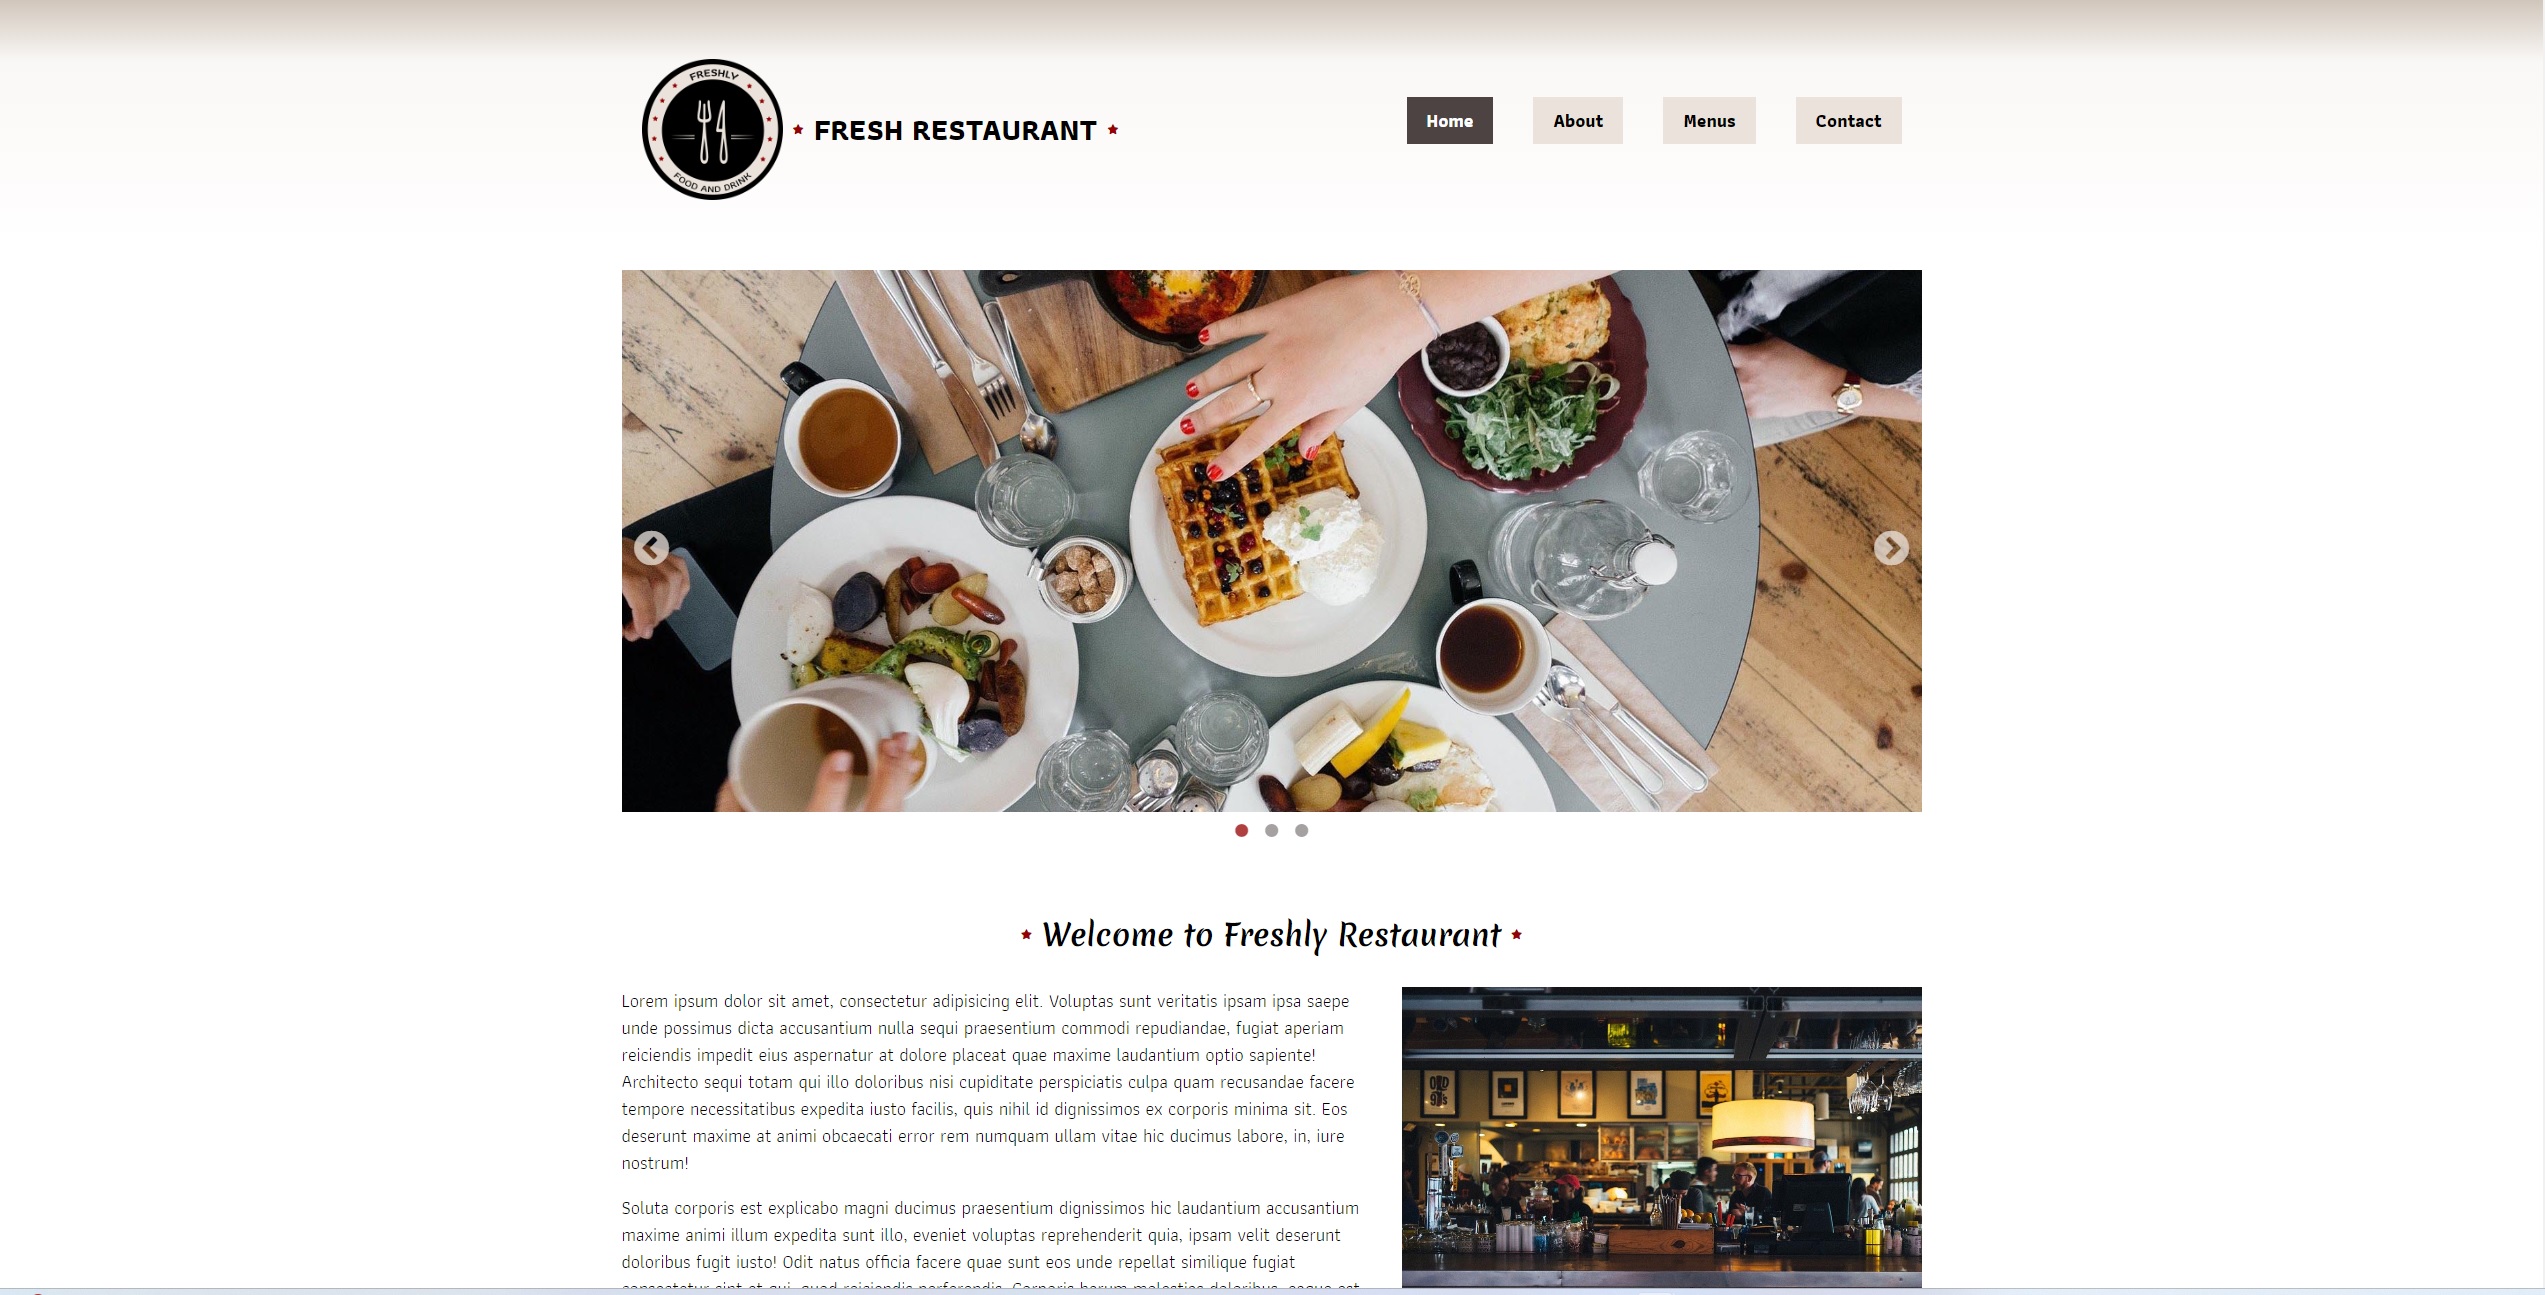 FRESHLY
FOOD AND DRINK
FRESH RESTAURANT
Home
About
Menus
Contact
Welcome to Freshly Restaurant
Lorem ipsum dolor sit amet, consectetur adipisicing elit. Voluptas sunt veritatis ipsam ipsa saepe
unde possimus dicta accusantium nulla sequi praesentium commodi repudiandae, fugiat aperiam
reiciendis impedit eius aspernatur at dolore placeat quae maxime laudantium optio sapiente!
Architecto sequi totam qui illo doloribus nisi cupiditate perspiciatis culpa quam recusandae facere
tempore necessitatibus expedita iusto facilis, quis nihil id dignissimos ex corporis minima sit. Eos
deserunt maxime at animi obcaecati error rem numquam ullam vitae hic ducimus labore, in, iure
nostrum!
Soluta corporis est explicabo magni ducimus praesentium dignissimos hic laudantium accusantium
maxime animi illum expedita sunt illo, eveniet voluptas reprehenderit quia, ipsam velit deserunt
doloribus fugit iusto! Odit natus officia facere quae sunt eos unde repellat similique fugiat